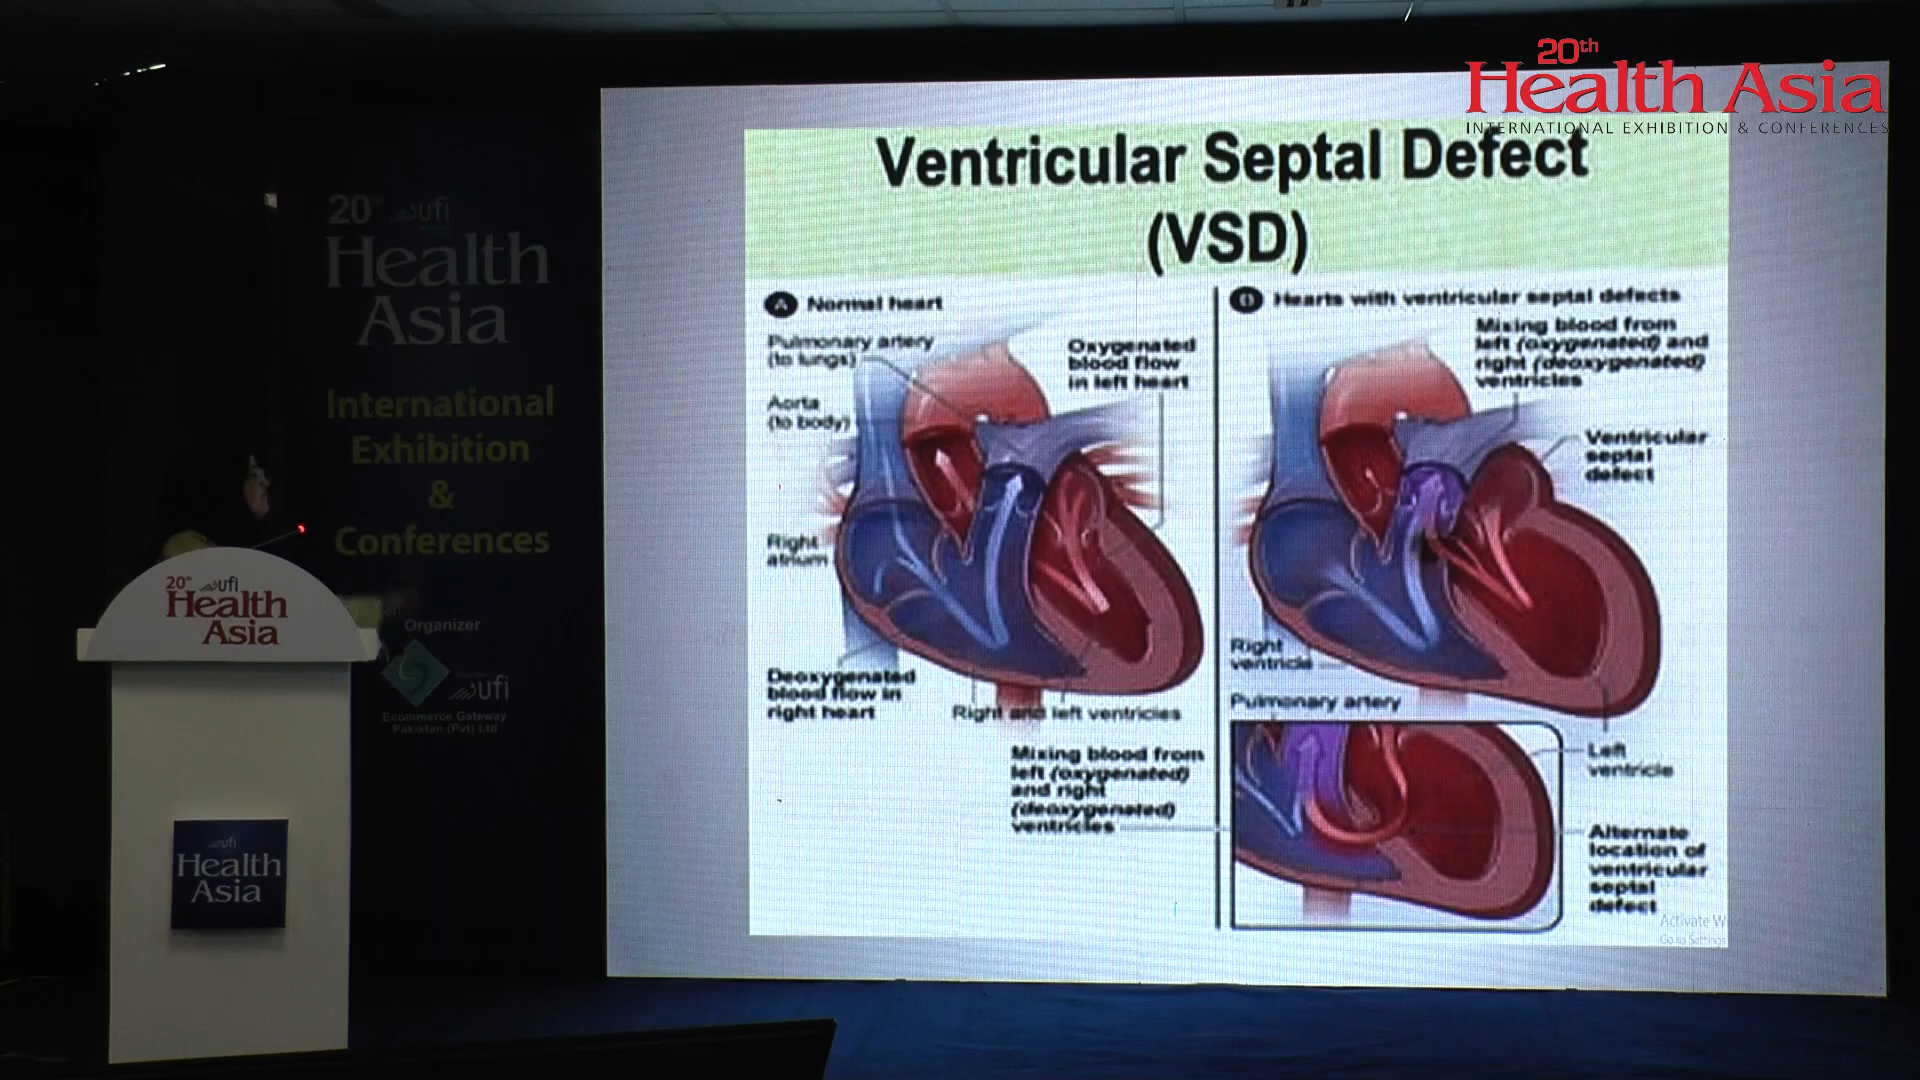 20th
Health Asia
INTERNATIONAL EXHIBITION & CONFERENCES
20th ufi
Health
Asia
International
Exhibition
&
Conferences
Organizer
ufi
Ecommerce Gateway
Pakistan (Pvt) Ltd
20th ufi
Health
Asia
ufi
Health
Asia
Ventricular Septal Defect
(VSD)
A Normal heart
Pulmonary artery
(to lungs)
Oxygenated
blood flow
in left heart
Aorta
(to body)
Right
atrium
Deoxygenated
blood flow in
right heart
Right and left ventricles
Mixing blood from
left (oxygenated)
and right
(deoxygenated)
ventricles
Hearts with ventricular septal defects
Mixing blood from
left (oxygenated) and
right (deoxygenated)
ventricles
Ventricular
septal
defect
Right
ventricle
Pulmonary artery
Left
ventricle
Alternate
location of
ventricular
septal
defect
Activate W
Go to Settings